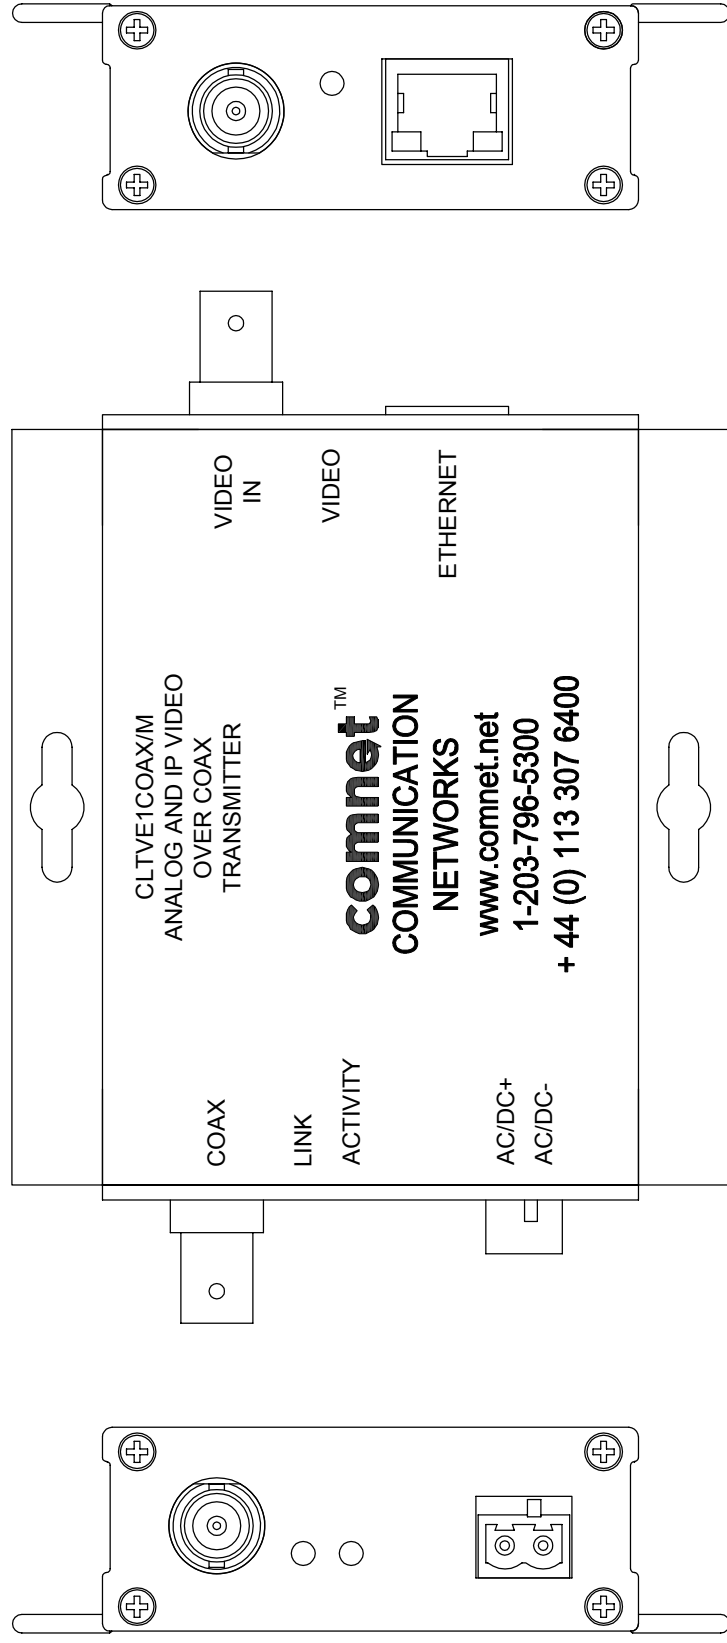 COAX
LINK
ACTIVITY
AC/DC+
AC/DC-
CLTVE1COAX/M
ANALOG AND IP VIDEO
OVER COAX
TRANSMITTER
comnet™
COMMUNICATION
NETWORKS
www.comnet.net
1-203-796-5300
+ 44 (0) 113 307 6400
VIDEO
IN
VIDEO
ETHERNET